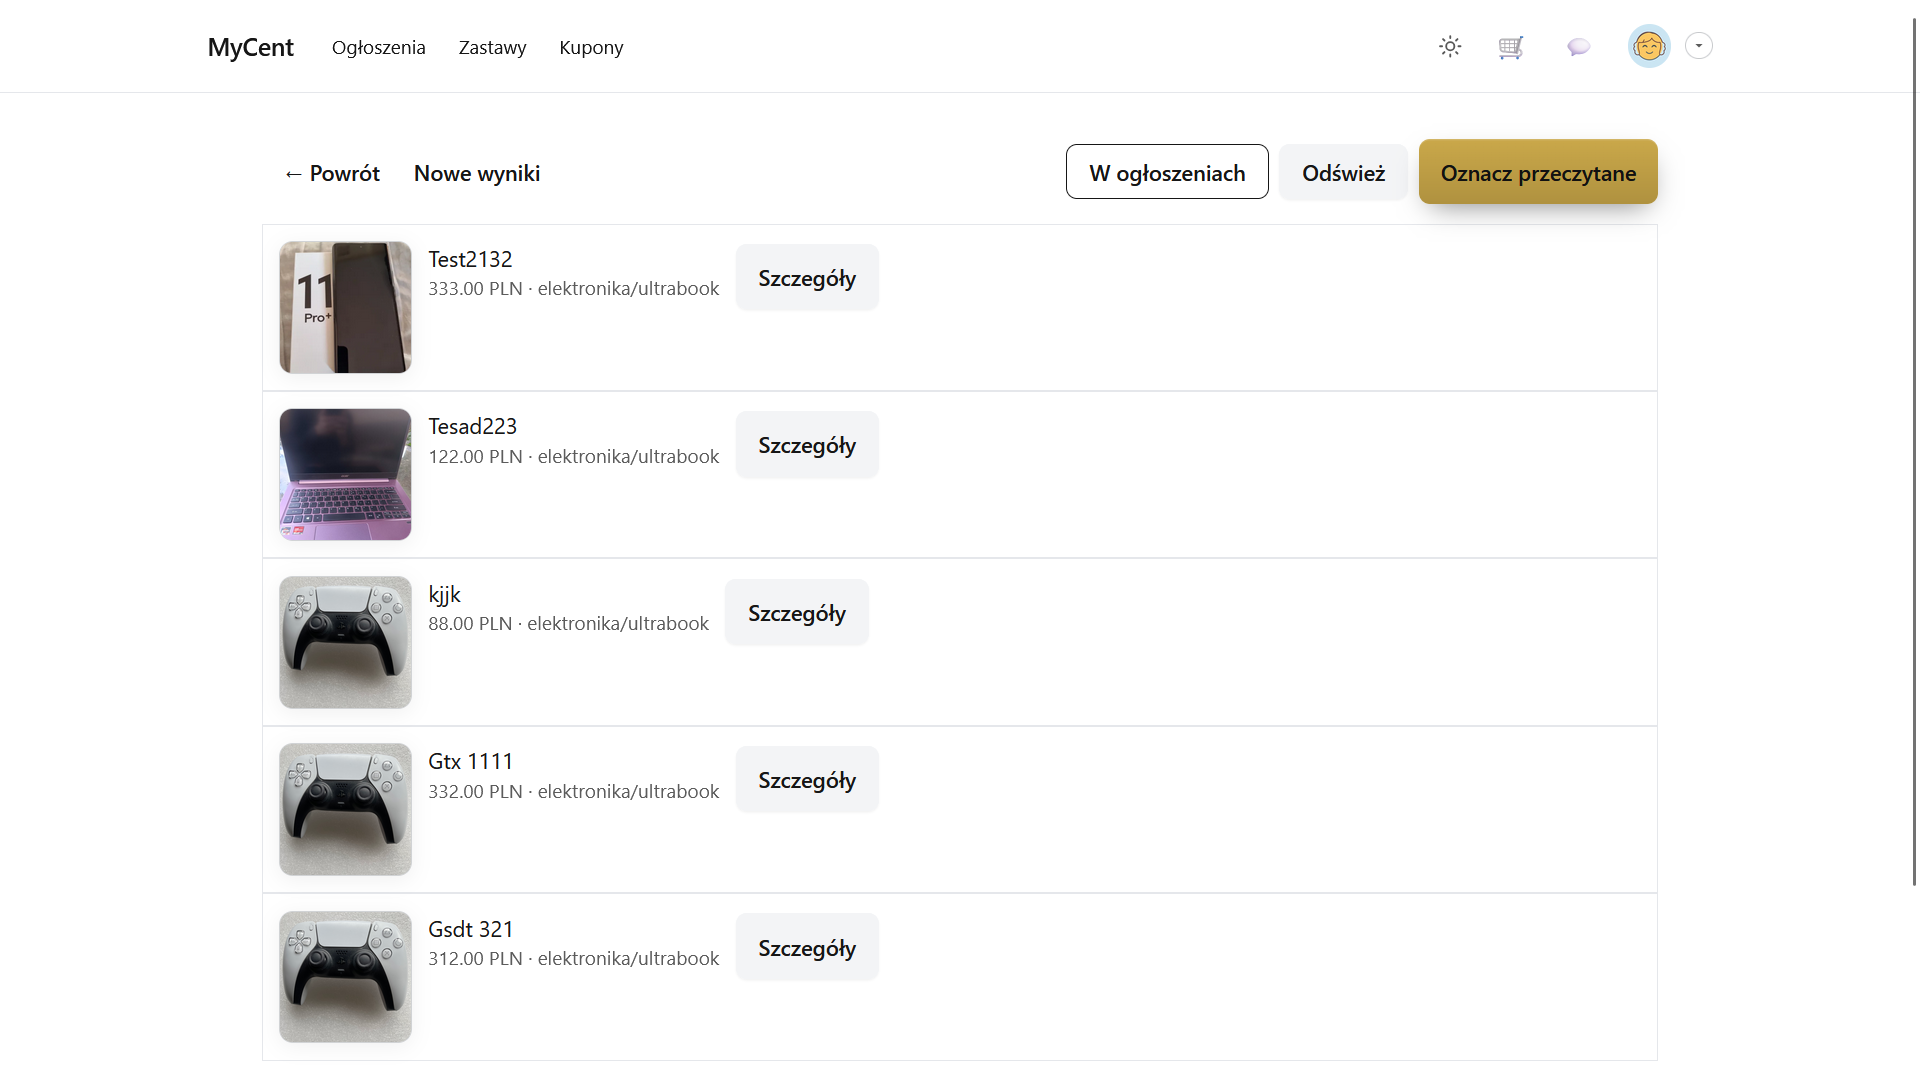 MyCent
Ogłoszenia
Zastawy
Kupony
← Powrót
Nowe wyniki
W ogłoszeniach
Odśwież
Oznacz przeczytane
11
Pro+
Test2132
333.00 PLN · elektronika/ultrabook
Szczegóły
Tesad223
122.00 PLN · elektronika/ultrabook
Szczegóły
kjjk
88.00 PLN · elektronika/ultrabook
Szczegóły
Gtx 1111
332.00 PLN · elektronika/ultrabook
Szczegóły
Gsdt 321
312.00 PLN · elektronika/ultrabook
Szczegóły